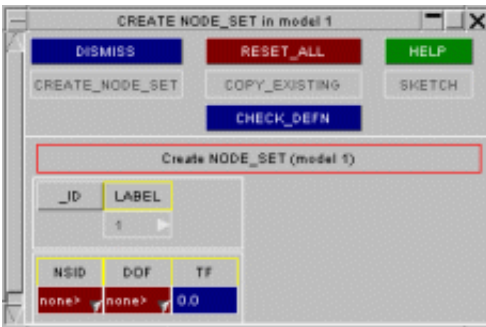 CREATE NODE_SET in model 1
DISMISS RESET_ALL HELP
CREATE_NODE_SET COPY_EXISTING SKETCH
CHECK_DEFN
Create NODE_SET (model 1)
_ID LABEL
1
NSID DOF TF
none> none> 0.0